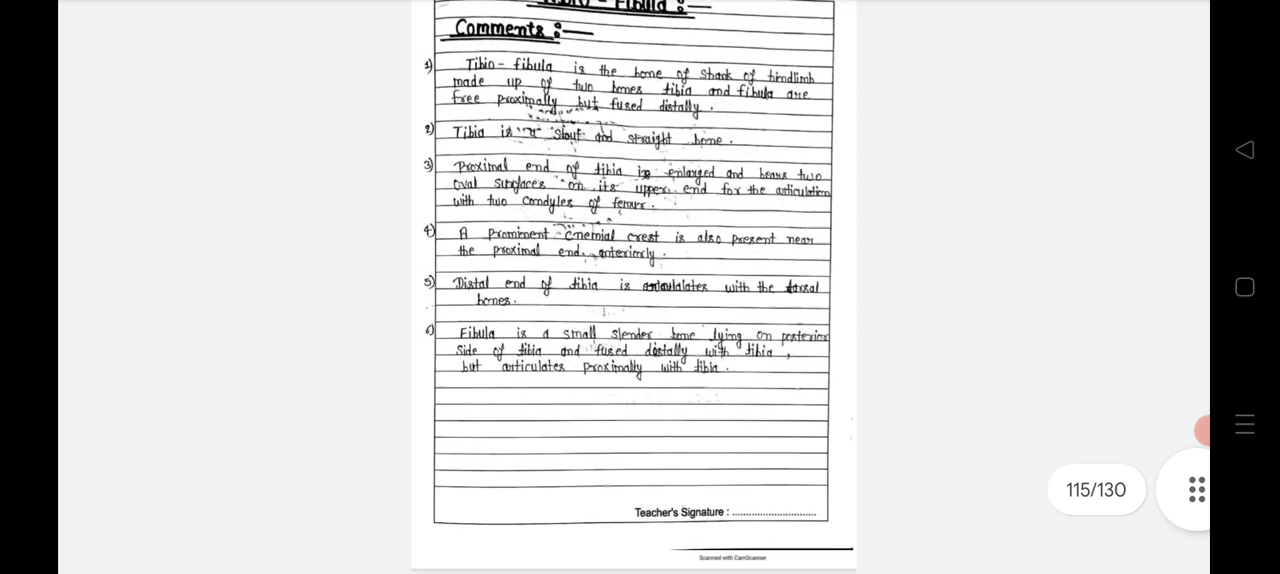 Tibio - Fibula :—
Comments :—
1) Tibio - fibula is the bone of Shank of hindlimb
made up of two bones tibia and fibula are
free proximally but fused distally .
2) Tibia is a stout and straight bone .
3) Proximal end of tibia is enlarged and bears two
oval surfaces on its upper end for the articulation
with two condyles of femur .
4) A prominent cnemial crest is also present near
the proximal end anteriorly .
5) Distal end of tibia is articulates with the tarsal
bones .
6) Fibula is a small slender bone lying on posterior
side of tibia and fused distally with tibia ,
but articulates proximally with tibia .
Teacher's Signature : ..............................
Scanned with CamScanner
115/130